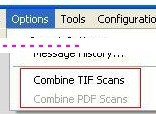 Options Tools Configuratio
Message History...
Combine TIF Scans
Combine PDF Scans